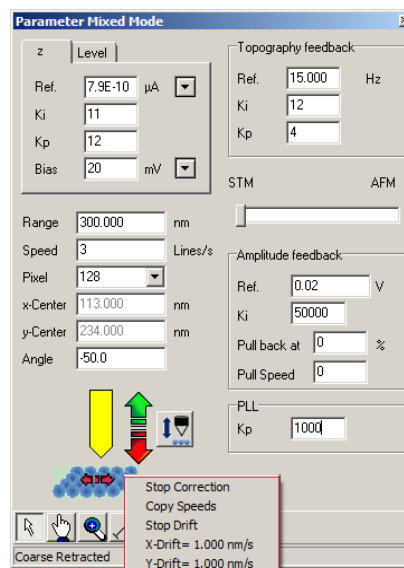 Parameter Mixed Mode
z Level
Ref. 7.9E-10 µA
Ki 11
Kp 12
Bias 20 mV
Topography feedback
Ref. 15.000 Hz
Ki 12
Kp 4
STM AFM
Range 300.000 nm
Speed 3 Lines/s
Pixel 128
x-Center 113.000 nm
y-Center 234.000 nm
Angle -50.0
Amplitude feedback
Ref. 0.02 V
Ki 50000
Pull back at 0 %
Pull Speed 0
PLL
Kp 1000
Stop Correction
Copy Speeds
Stop Drift
X-Drift= 1.000 nm/s
Y-Drift= 1.000 nm/s
Coarse Retracted